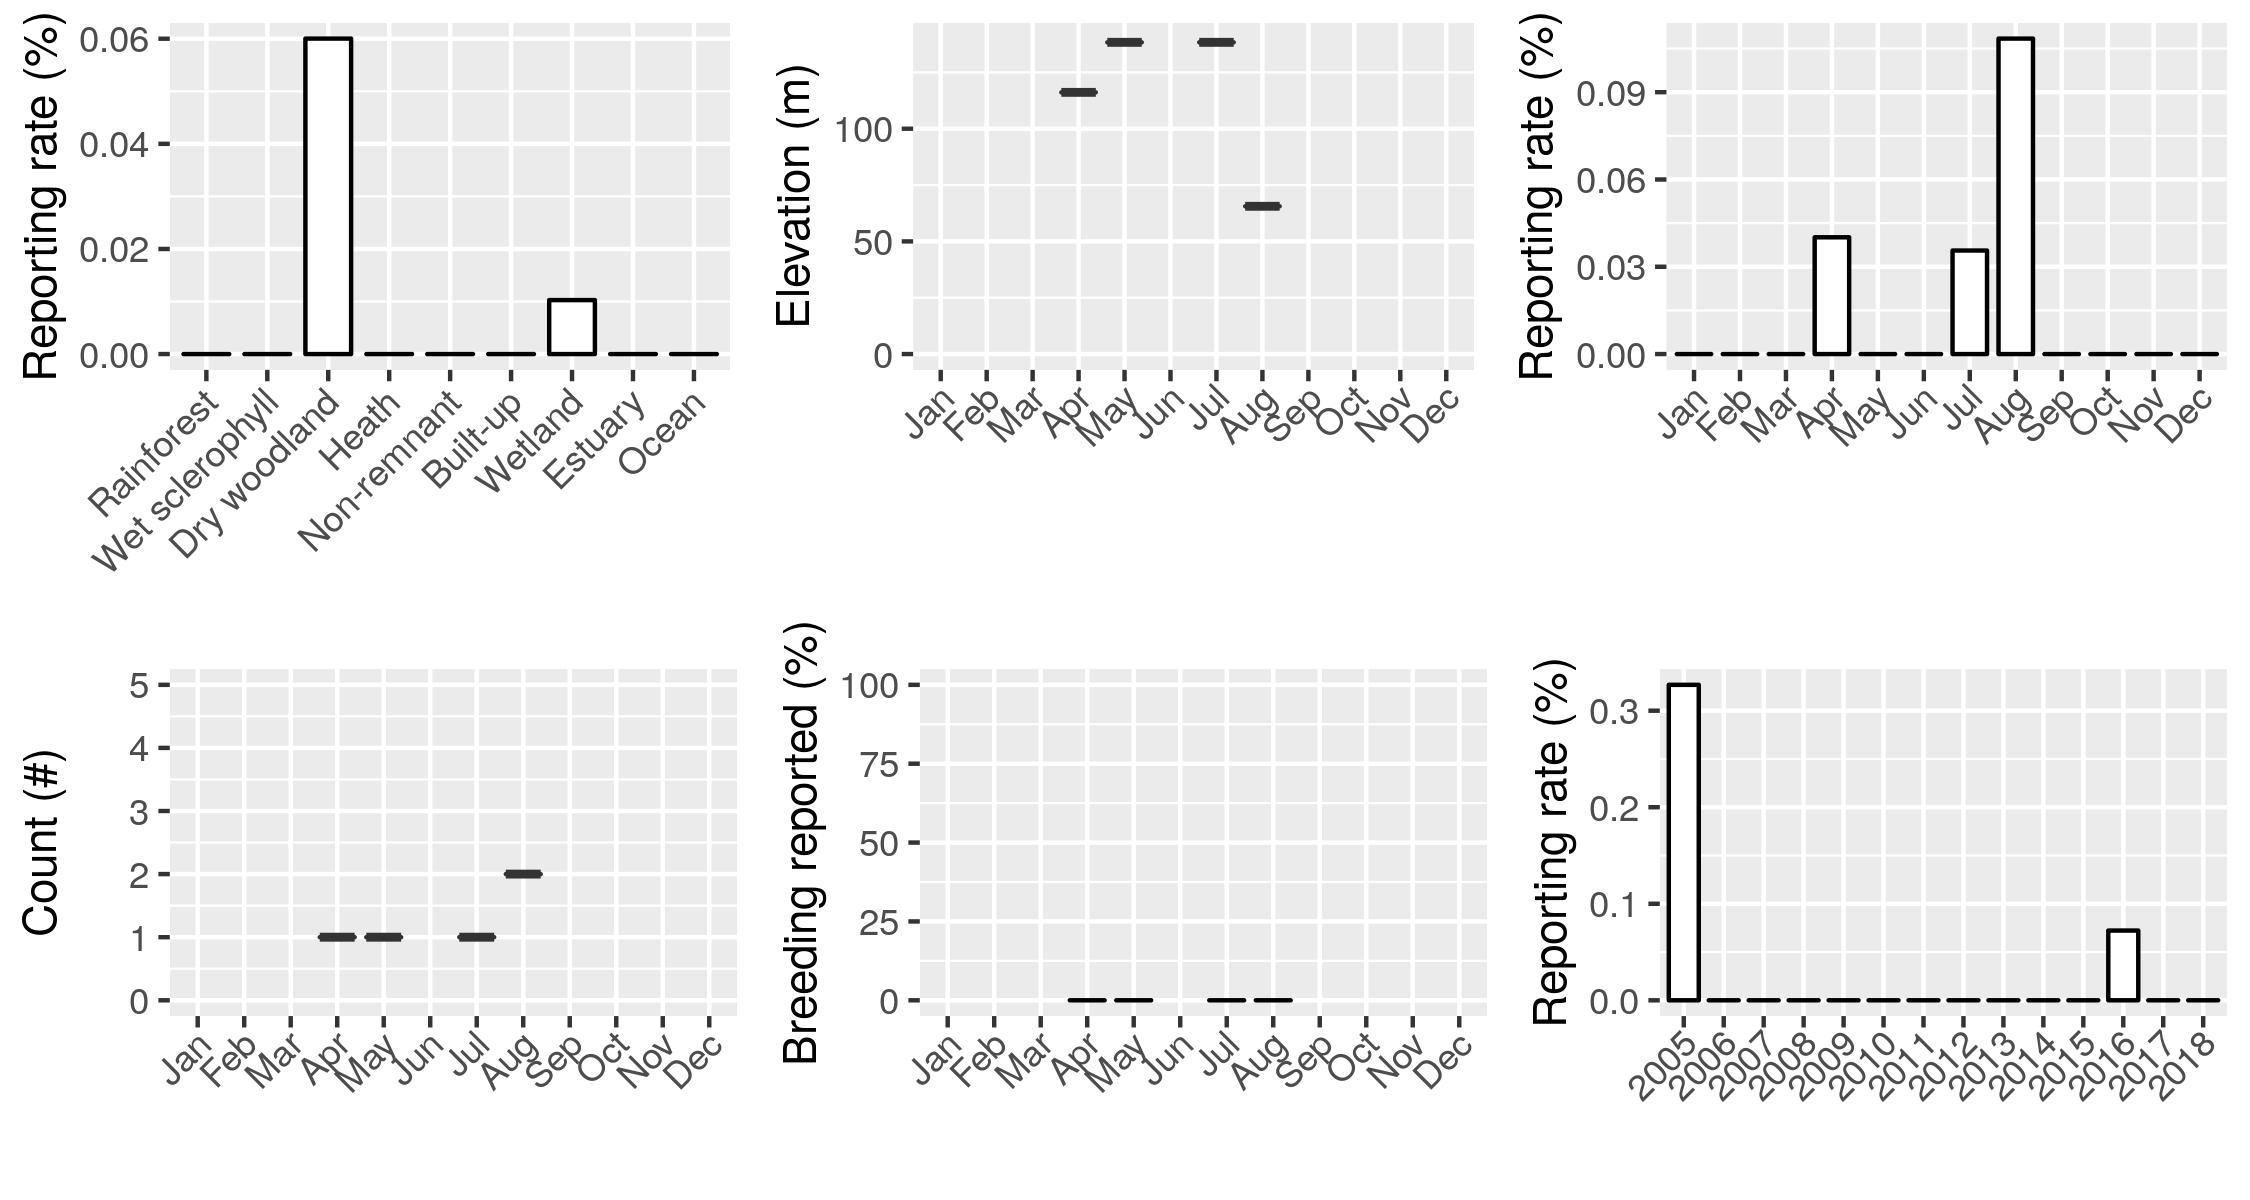 Reporting rate (%)
0.06
0.04
0.02
0.00
Rainforest
Wet sclerophyll
Dry woodland
Heath
Non-remnant
Built-up
Wetland
Estuary
Ocean
Elevation (m)
100
50
0
Jan
Feb
Mar
Apr
May
Jun
Jul
Aug
Sep
Oct
Nov
Dec
Reporting rate (%)
0.09
0.06
0.03
0.00
Jan
Feb
Mar
Apr
May
Jun
Jul
Aug
Sep
Oct
Nov
Dec
Count (#)
5
4
3
2
1
0
Jan
Feb
Mar
Apr
May
Jun
Jul
Aug
Sep
Oct
Nov
Dec
Breeding reported (%)
100
75
50
25
0
Jan
Feb
Mar
Apr
May
Jun
Jul
Aug
Sep
Oct
Nov
Dec
Reporting rate (%)
0.3
0.2
0.1
0.0
2005
2006
2007
2008
2009
2010
2011
2012
2013
2014
2015
2016
2017
2018